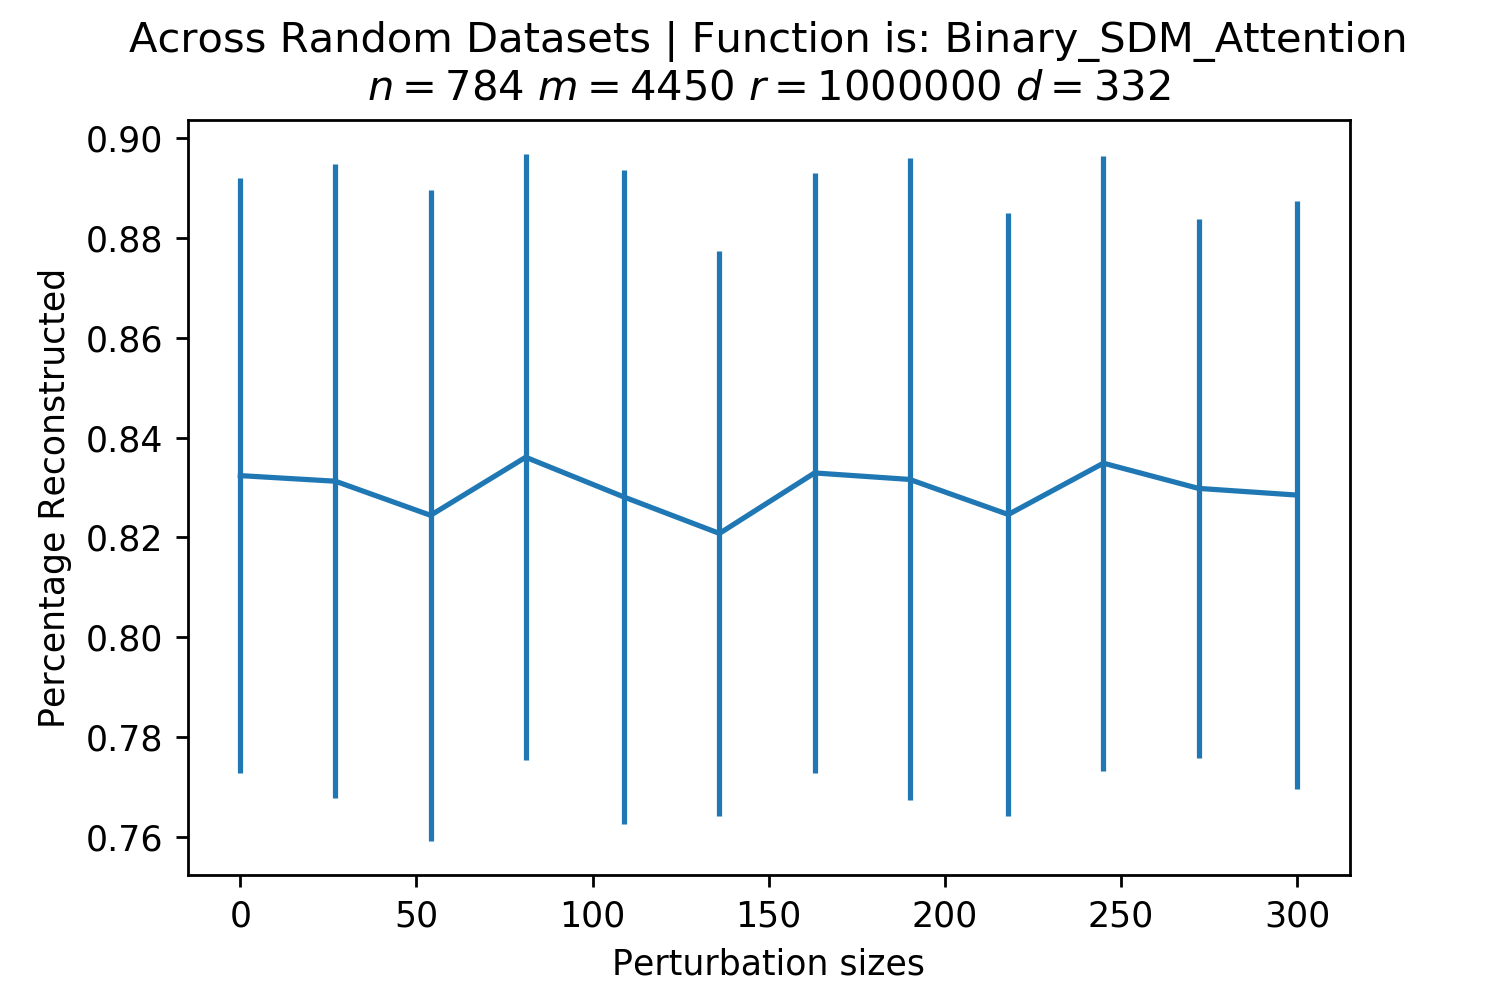 Across Random Datasets | Function is: Binary_SDM_Attention
n = 784 m = 4450 r = 1000000 d = 332
0.90
0.88
0.86
0.84
0.82
0.80
0.78
0.76
Percentage Reconstructed
0 50 100 150 200 250 300
Perturbation sizes